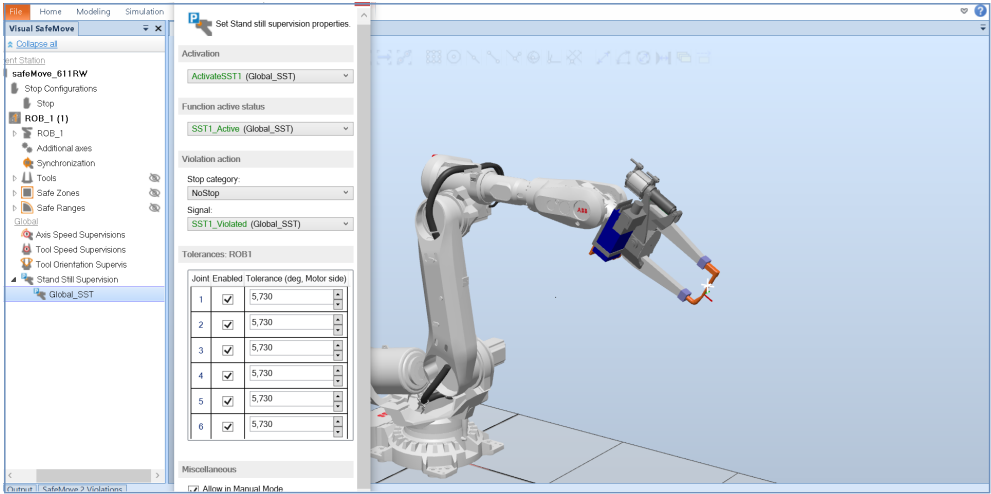 File Home Modeling Simulation
Visual SafeMove
Collapse all
ent Station
safeMove_611RW
Stop Configurations
Stop
ROB_1 (1)
ROB_1
Additional axes
Synchronization
Tools
Safe Zones
Safe Ranges
Global
Axis Speed Supervisions
Tool Speed Supervisions
Tool Orientation Supervis
Stand Still Supervision
Global_SST
Output SafeMove 2 Violations
Set Stand still supervision properties.
Activation
ActivateSST1 (Global_SST)
Function active status
SST1_Active (Global_SST)
Violation action
Stop category:
NoStop
Signal:
SST1_Violated (Global_SST)
Tolerances: ROB1
Joint Enabled Tolerance (deg, Motor side)
1 5,730
2 5,730
3 5,730
4 5,730
5 5,730
6 5,730
Miscellaneous
Allow in Manual Mode
ABB